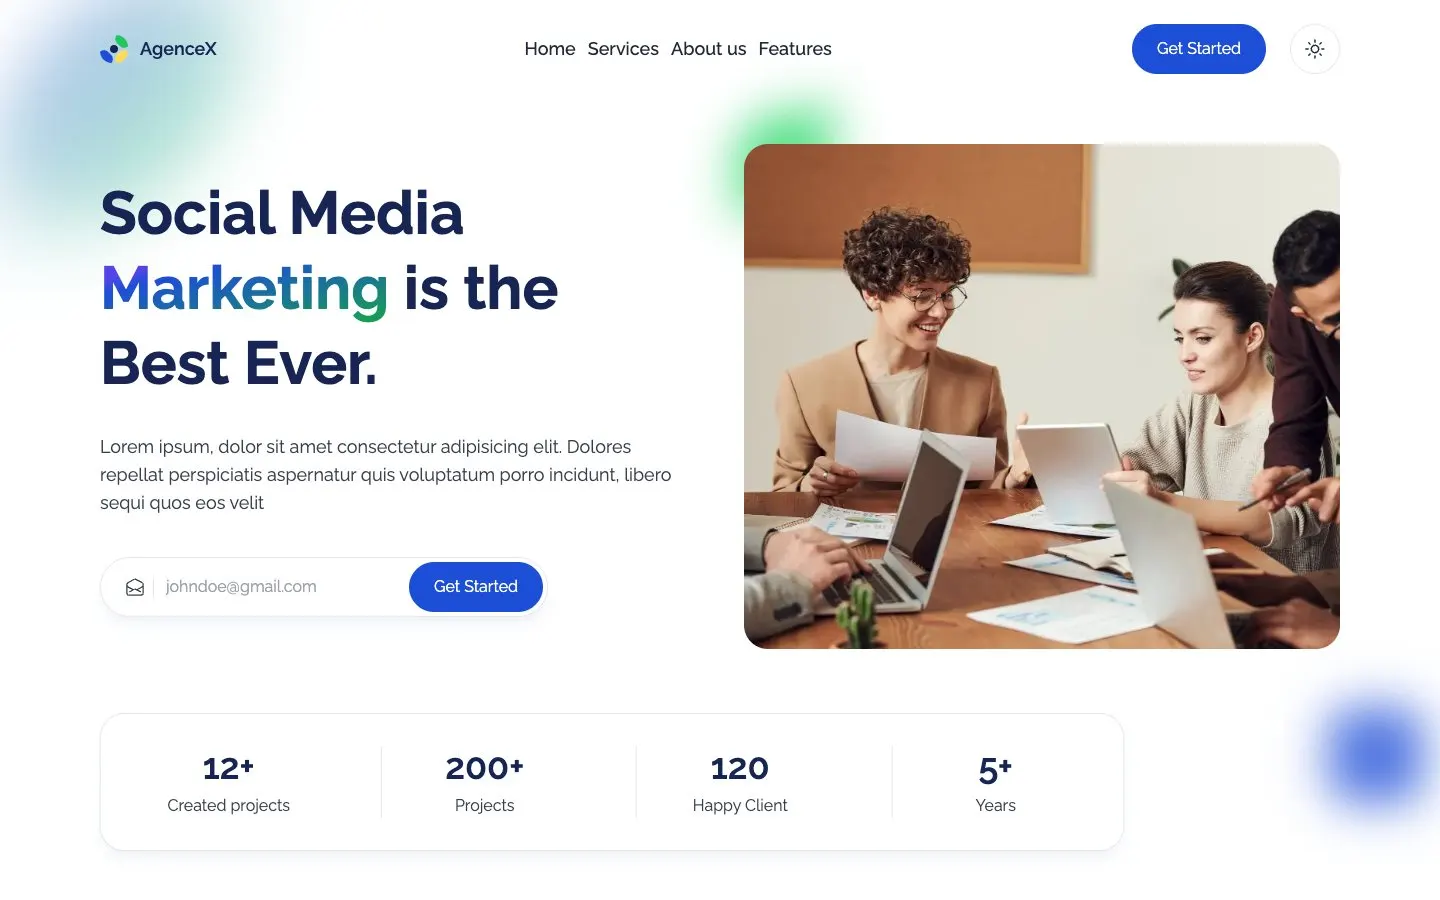 AgenceX
Home Services About us Features
Get Started
Social Media
Marketing is the
Best Ever.
Lorem ipsum, dolor sit amet consectetur adipisicing elit. Dolores
repellat perspiciatis aspernatur quis voluptatum porro incidunt, libero
sequi quos eos velit
johndoe@gmail.com
Get Started
12+
Created projects
200+
Projects
120
Happy Client
5+
Years